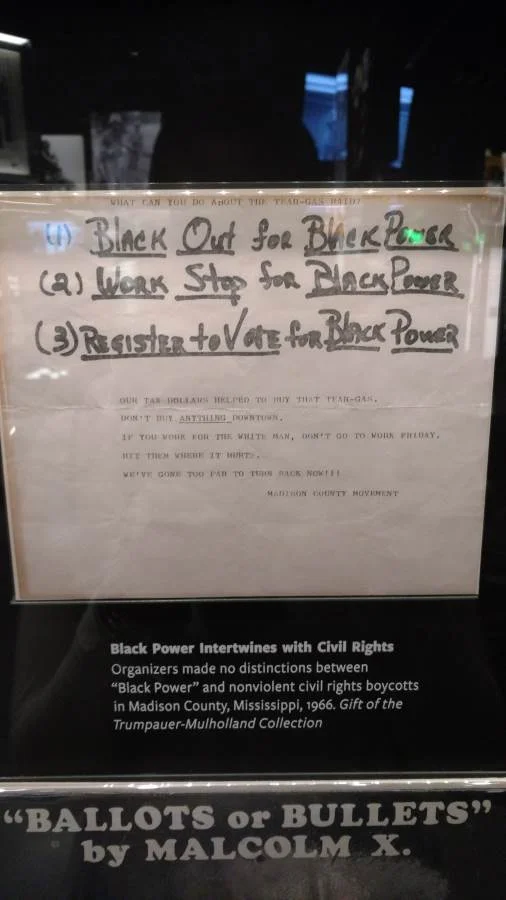 WHAT CAN YOU DO ABOUT THE TEAR-GAS RAID?
(1) Black Out for Black Power
(2) Work Stop for Black Power
(3) Register to Vote for Black Power
OUR TAX DOLLARS HELPED TO BUY THAT TEAR-GAS.
DON'T BUY ANYTHING DOWNTOWN.
IF YOU WORK FOR THE WHITE MAN, DON'T GO TO WORK FRIDAY.
HIT THEM WHERE IT HURTS.
WE'VE GONE TOO FAR TO TURN BACK NOW!!!
MADISON COUNTY MOVEMENT
Black Power Intertwines with Civil Rights
Organizers made no distinctions between
“Black Power” and nonviolent civil rights boycotts
in Madison County, Mississippi, 1966. Gift of the
Trumpauer-Mulholland Collection
“BALLOTS or BULLETS”
by MALCOLM X.